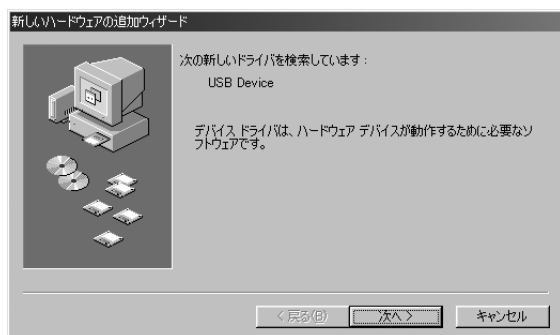 新しいハードウェアの追加ウィザード
次の新しいドライバを検索しています：
USB Device
デバイス ドライバは、ハードウェア デバイスが動作するために必要なソ
フトウェアです。
< 戻る(B)
次へ >
キャンセル